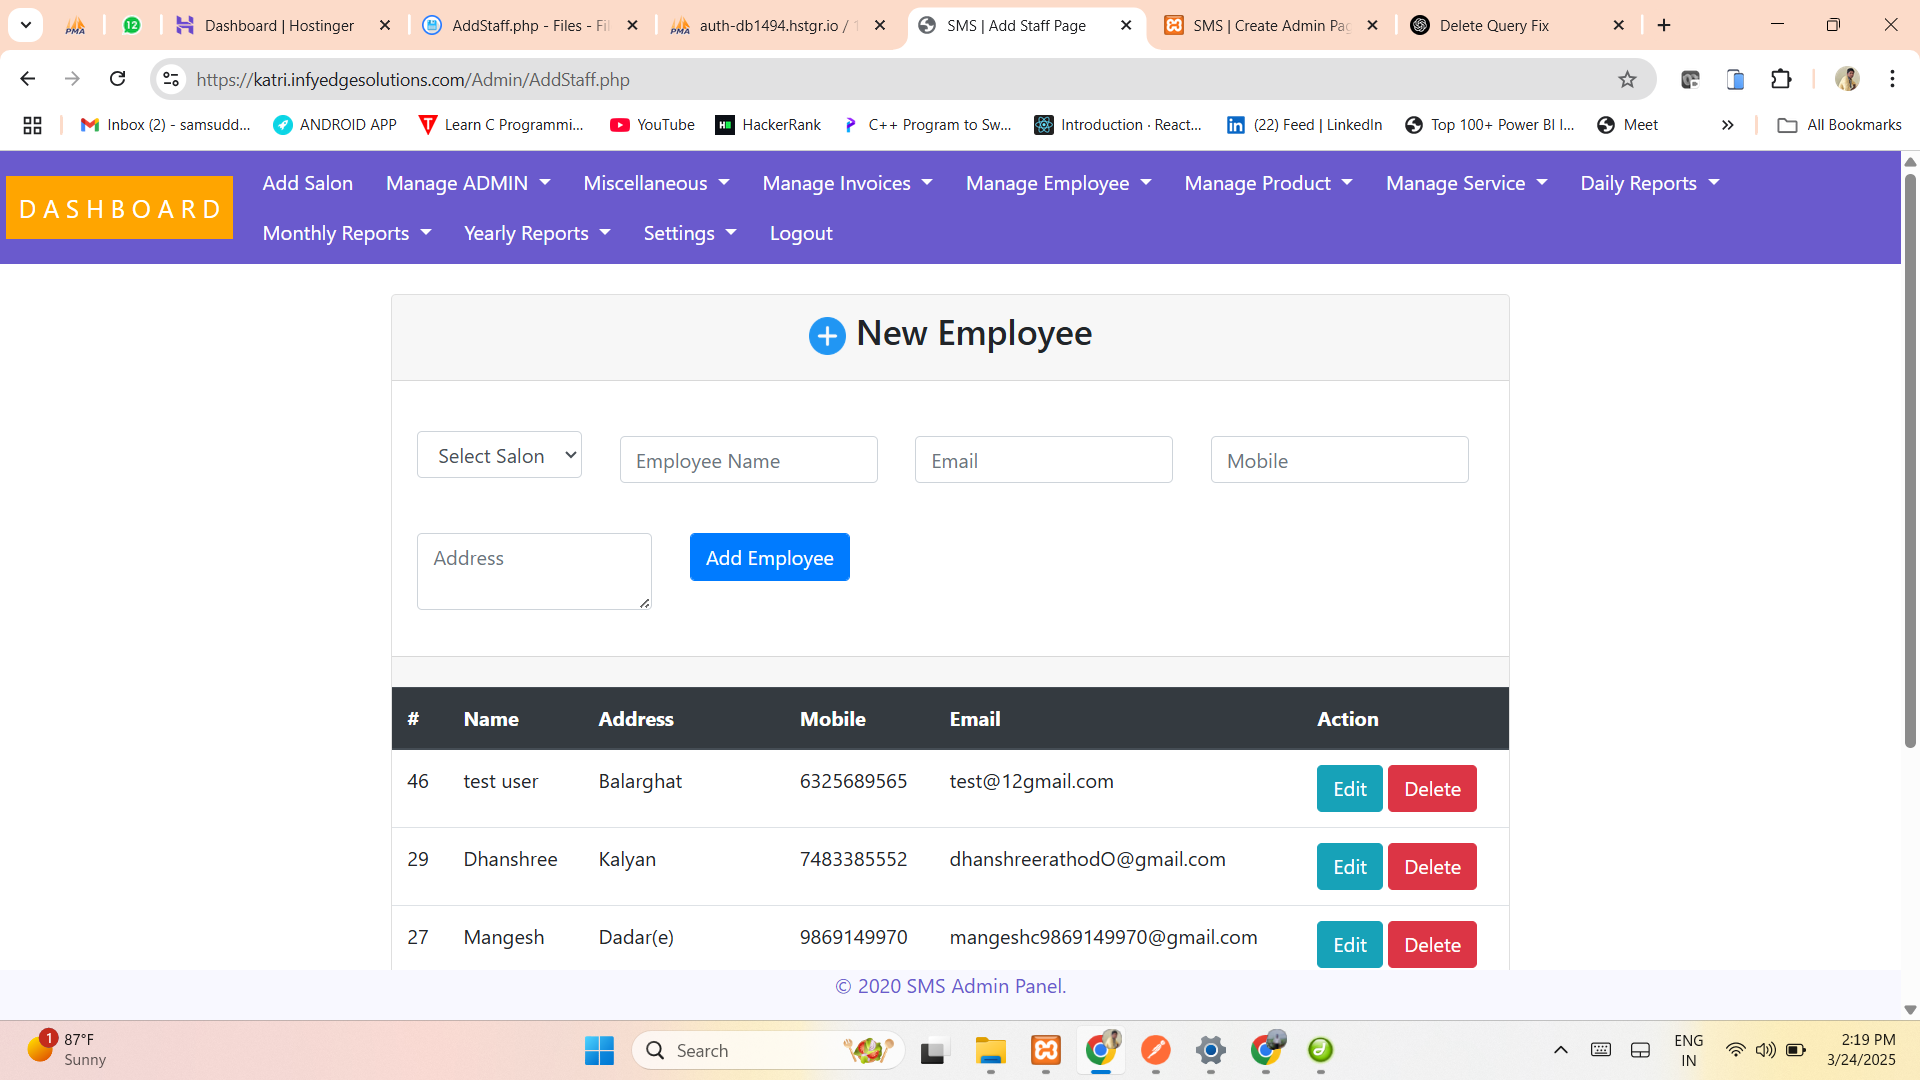 PMA
12
Dashboard | Hostinger
AddStaff.php - Files - Fil
auth-db1494.hstgr.io / 1
SMS | Add Staff Page
SMS | Create Admin Pag
Delete Query Fix
https://katri.infyedgesolutions.com/Admin/AddStaff.php
Inbox (2) - samsudd...
ANDROID APP
Learn C Programmi...
YouTube
HackerRank
C++ Program to Sw...
Introduction · React...
(22) Feed | LinkedIn
Top 100+ Power BI I...
Meet
All Bookmarks
DASHBOARD
Add Salon
Manage ADMIN
Miscellaneous
Manage Invoices
Manage Employee
Manage Product
Manage Service
Daily Reports
Monthly Reports
Yearly Reports
Settings
Logout
New Employee
Select Salon
Employee Name
Email
Mobile
Address
Add Employee
# Name Address Mobile Email Action
46 test user Balarghat 6325689565 test@12gmail.com Edit Delete
29 Dhanshree Kalyan 7483385552 dhanshreerathodO@gmail.com Edit Delete
27 Mangesh Dadar(e) 9869149970 mangeshc9869149970@gmail.com Edit Delete
© 2020 SMS Admin Panel.
1
87°F
Sunny
Search
ENG
IN
2:19 PM
3/24/2025